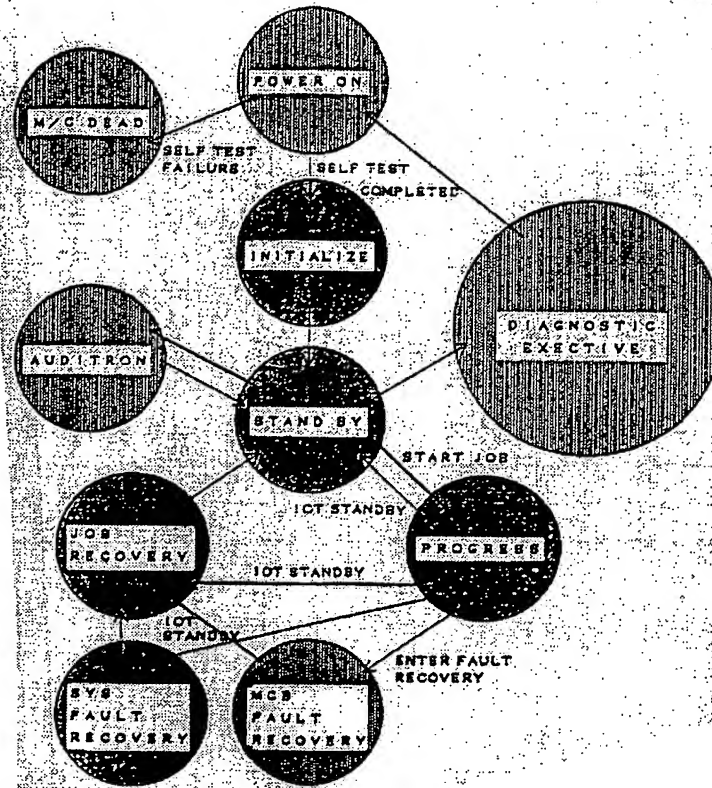 POWER ON
M/C DEAD
SELF TEST
FAILURE
SELF TEST
COMPLETED
INITIALIZE
DIAGNOSTIC
EXECTIVE
AUDITRON
STAND BY
START JOB
IOT STANDBY
JOB
RECOVERY
PROGRESS
IOT STANDBY
IOT
STANDBY
ENTER FAULT
RECOVERY
SYS
FAULT
RECOVERY
MCB
FAULT
RECOVERY